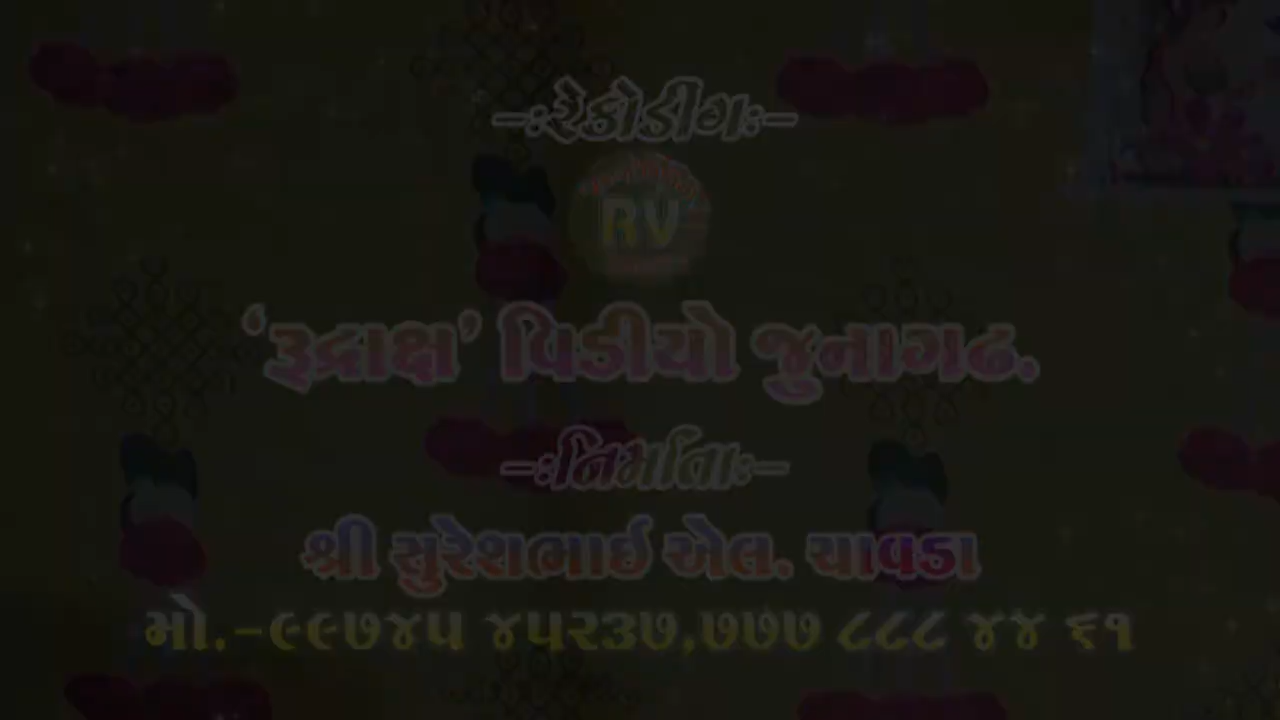 -:રેકોર્ડીગ:-
RV
‘રૂદ્રાક્ષ’ વિડીયો જુનાગઢ.
-:નિર્માતા:-
શ્રી સુરેશભાઇ એલ. ચાવડા
મો.-૯૯૭૪૫ ૪૫૨૩૭,૭૭૭ ૮૮૮ ૪૪ ૬૧